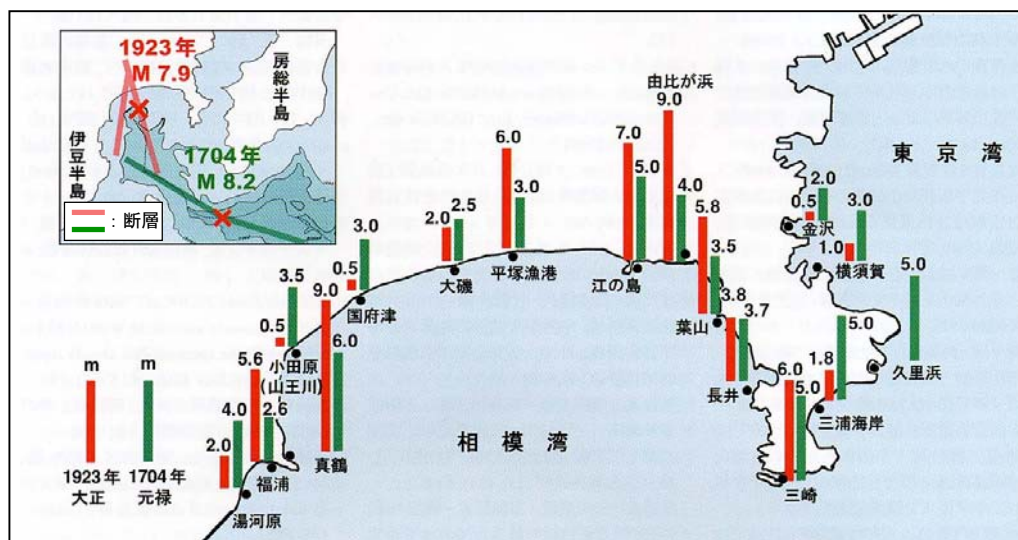 1923年
M 7.9
房総半島
伊豆半島
1704年
M 8.2
：断層
由比が浜
9.0
7.0
5.0
4.0
6.0
3.0
5.8
3.5
2.0
2.5
3.0
0.5
東京湾
2.0
0.5
金沢
3.0
1.0
横須賀
5.0
久里浜
大磯
平塚漁港
江の島
国府津
葉山
3.8
3.7
長井
3.5
0.5
小田原
(山王川)
9.0
6.0
真鶴
5.6
2.6
福浦
4.0
2.0
湯河原
相模湾
6.0
5.0
三崎
5.0
1.8
三浦海岸
m
m
1923年
大正
1704年
元禄